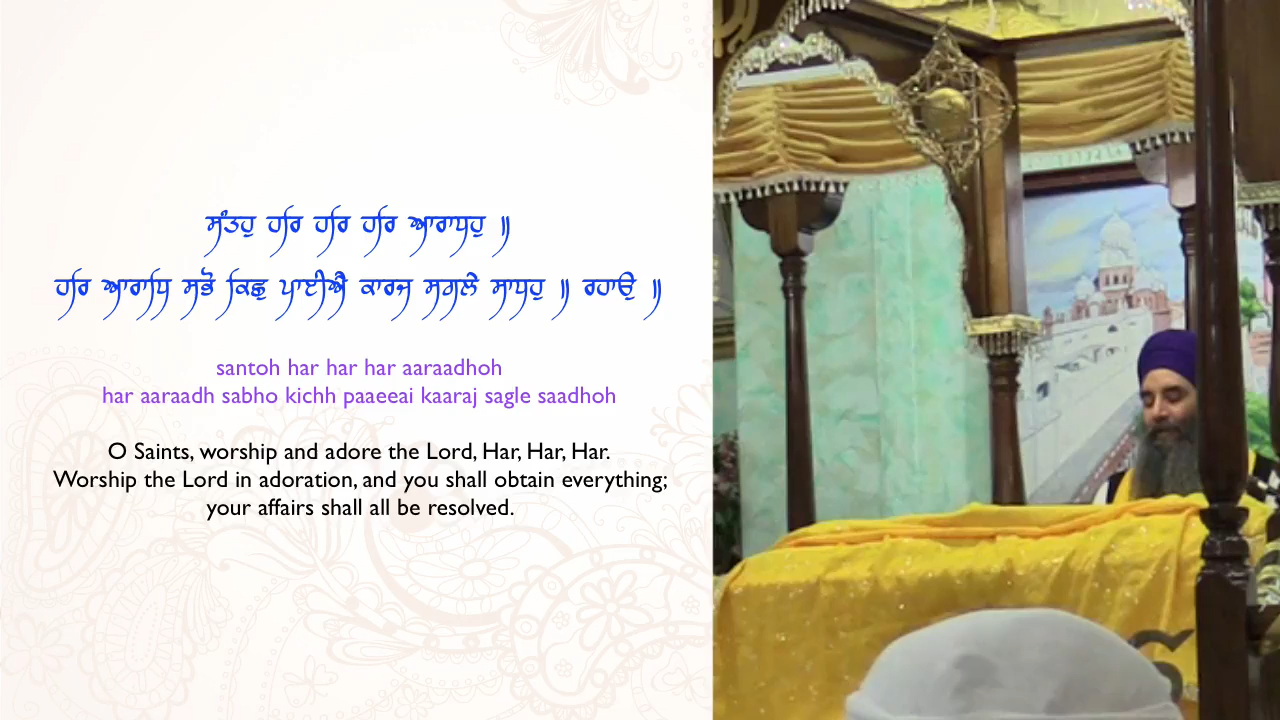 ਸੰਤਹੁ ਹਰਿ ਹਰਿ ਹਰਿ ਆਰਾਧਹੁ ॥
ਹਰਿ ਆਰਾਧਿ ਸਭੋ ਕਿਛੁ ਪਾਈਐ ਕਾਰਜ ਸਗਲੇ ਸਾਧਹੁ ॥ ਰਹਾਉ ॥
santoh har har har aaraadhoh
har aaraadh sabho kichh paaeeai kaaraj sagle saadhoh
O Saints, worship and adore the Lord, Har, Har, Har.
Worship the Lord in adoration, and you shall obtain everything;
your affairs shall all be resolved.